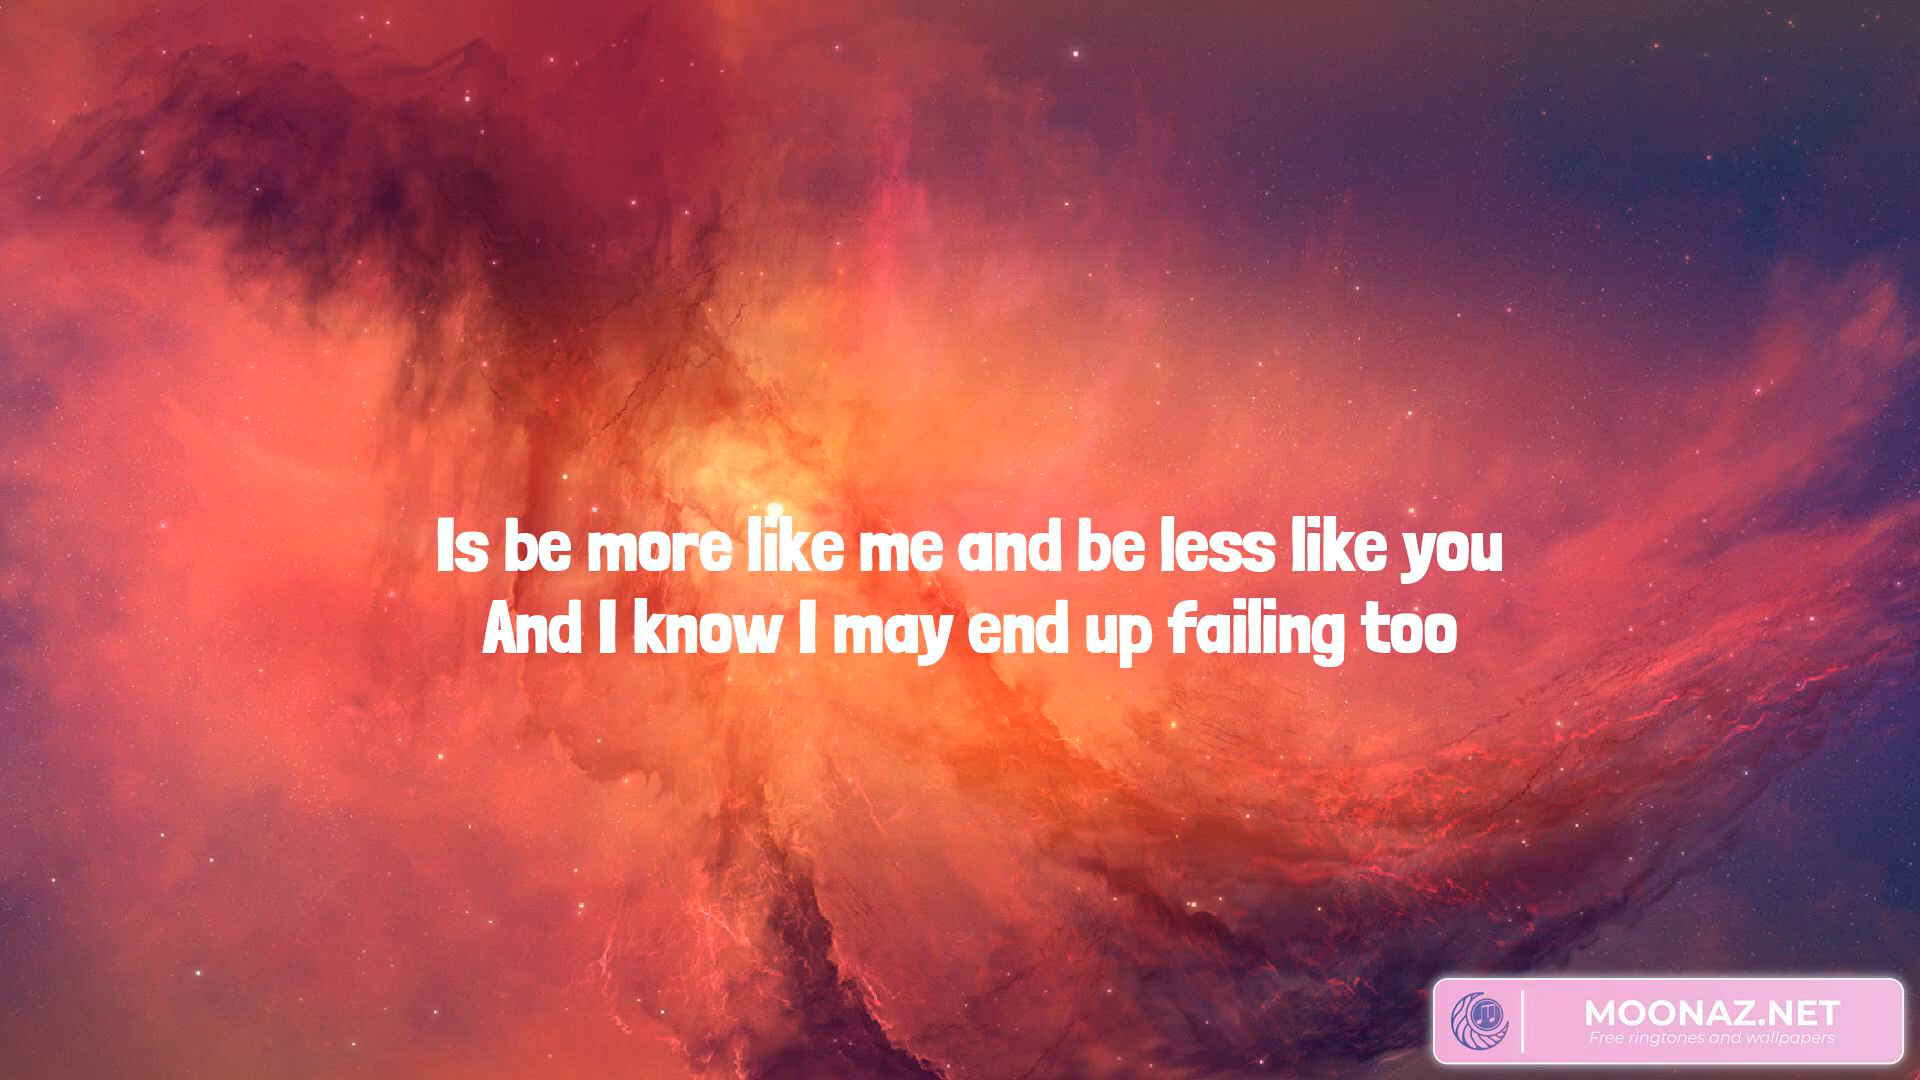 Is be more like me and be less like you
And I know I may end up failing too
MOONAZ.NET
Free ringtones and wallpapers